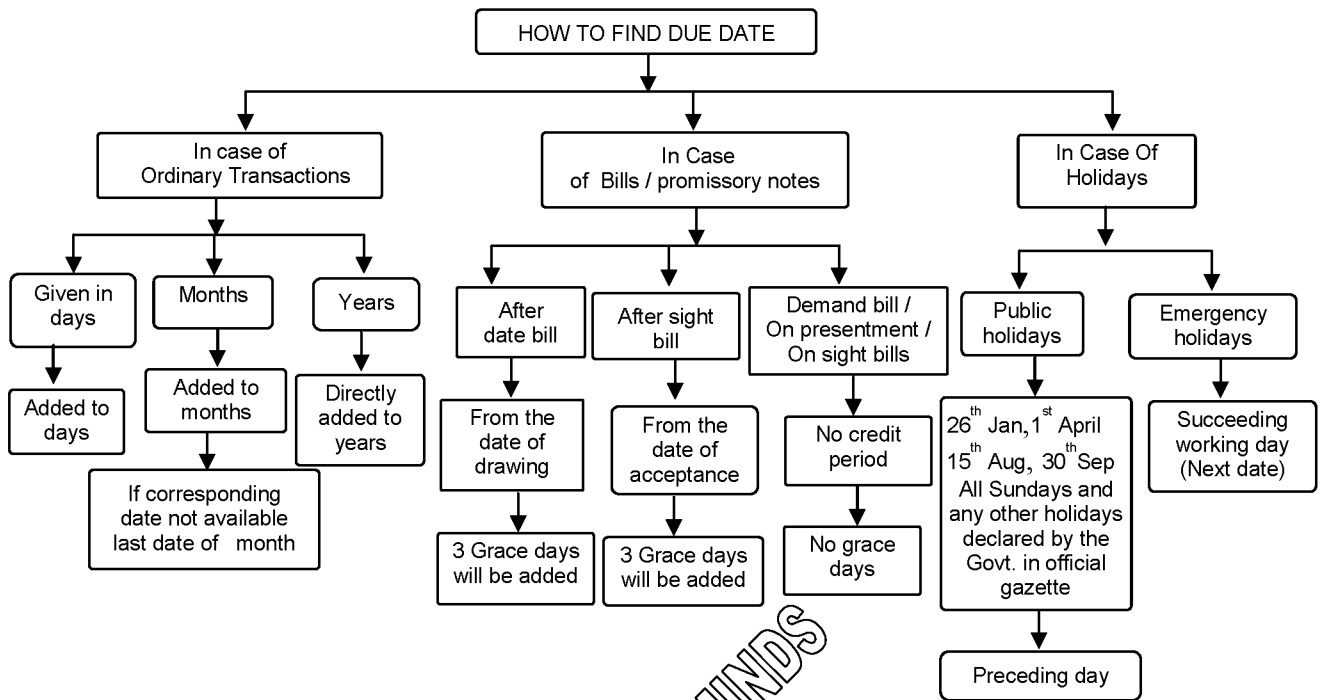 HOW TO FIND DUE DATE
In case of
Ordinary Transactions
In Case
of Bills / promissory notes
In Case Of
Holidays
Given in
days
Months
Years
After
date bill
After sight
bill
Demand bill /
On presentment /
On sight bills
Public
holidays
Emergency
holidays
Added to
days
Added to
months
Directly
added to
years
From the
date of
drawing
From the
date of
acceptance
No credit
period
26th Jan,1st April
15th Aug, 30thSep
All Sundays and
any other holidays
declared by the
Govt. in official
gazette
Succeeding
working day
(Next date)
If corresponding
date not available
last date of month
3 Grace days
will be added
3 Grace days
will be added
No grace
days
Preceding day